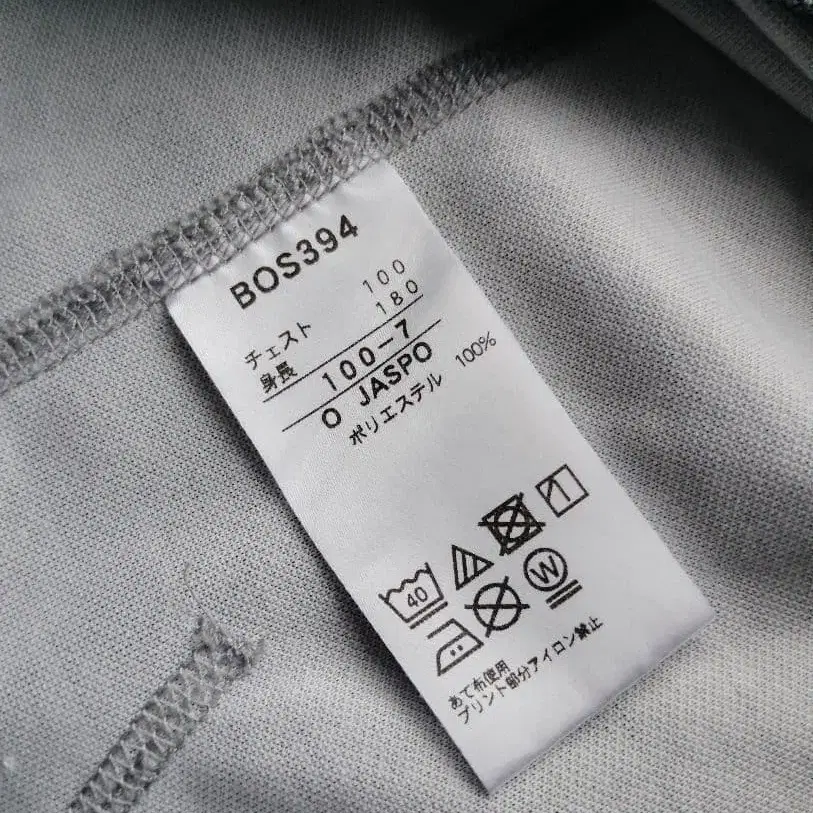 BOS394
チェスト 100
身長 180
100-7
O JASPO
ポリエステル 100%
40
W
あて布使用
プリント部分アイロン禁止